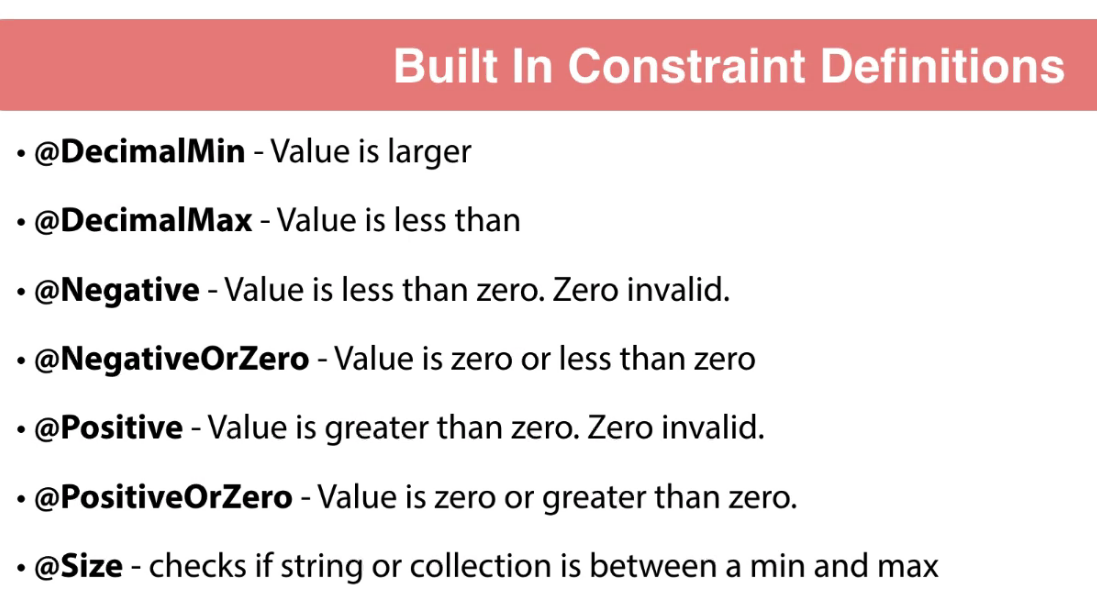 Built In Constraint Definitions
• @DecimalMin - Value is larger
• @DecimalMax - Value is less than
• @Negative - Value is less than zero. Zero invalid.
• @NegativeOrZero - Value is zero or less than zero
• @Positive - Value is greater than zero. Zero invalid.
• @PositiveOrZero - Value is zero or greater than zero.
• @Size - checks if string or collection is between a min and max